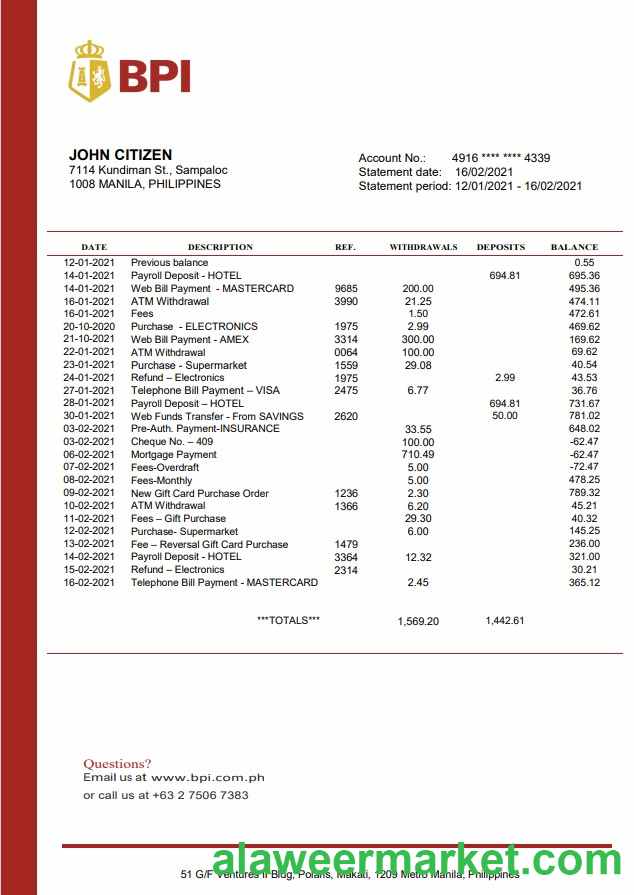 BPI
JOHN CITIZEN
7114 Kundiman St., Sampaloc
1008 MANILA, PHILIPPINES
Account No.: 4916 **** **** 4339
Statement date: 16/02/2021
Statement period: 12/01/2021 - 16/02/2021
DATE DESCRIPTION REF. WITHDRAWALS DEPOSITS BALANCE
12-01-2021 Previous balance 0.55
14-01-2021 Payroll Deposit - HOTEL 694.81 695.36
14-01-2021 Web Bill Payment - MASTERCARD 9685 200.00 495.36
16-01-2021 ATM Withdrawal 3990 21.25 474.11
16-01-2021 Fees 1.50 472.61
20-10-2020 Purchase - ELECTRONICS 1975 2.99 469.62
21-10-2021 Web Bill Payment - AMEX 3314 300.00 169.62
22-01-2021 ATM Withdrawal 0064 100.00 69.62
23-01-2021 Purchase - Supermarket 1559 29.08 40.54
24-01-2021 Refund – Electronics 1975 2.99 43.53
27-01-2021 Telephone Bill Payment – VISA 2475 6.77 36.76
28-01-2021 Payroll Deposit – HOTEL 694.81 731.67
30-01-2021 Web Funds Transfer - From SAVINGS 2620 50.00 781.02
03-02-2021 Pre-Auth. Payment-INSURANCE 33.55 648.02
03-02-2021 Cheque No. – 409 100.00 -62.47
06-02-2021 Mortgage Payment 710.49 -62.47
07-02-2021 Fees-Overdraft 5.00 -72.47
08-02-2021 Fees-Monthly 5.00 478.25
09-02-2021 New Gift Card Purchase Order 1236 2.30 789.32
10-02-2021 ATM Withdrawal 1366 6.20 45.21
11-02-2021 Fees – Gift Purchase 29.30 40.32
12-02-2021 Purchase- Supermarket 6.00 145.25
13-02-2021 Fee – Reversal Gift Card Purchase 1479 236.00
14-02-2021 Payroll Deposit - HOTEL 3364 12.32 321.00
15-02-2021 Refund – Electronics 2314 30.21
16-02-2021 Telephone Bill Payment - MASTERCARD 2.45 365.12
***TOTALS*** 1,569.20 1,442.61
Questions?
Email us at www.bpi.com.ph
or call us at +63 2 7506 7383
alaweermarket.com
51 G/F Ventures II Bldg, Polaris, Makati, 1209 Metro Manila, Philippines